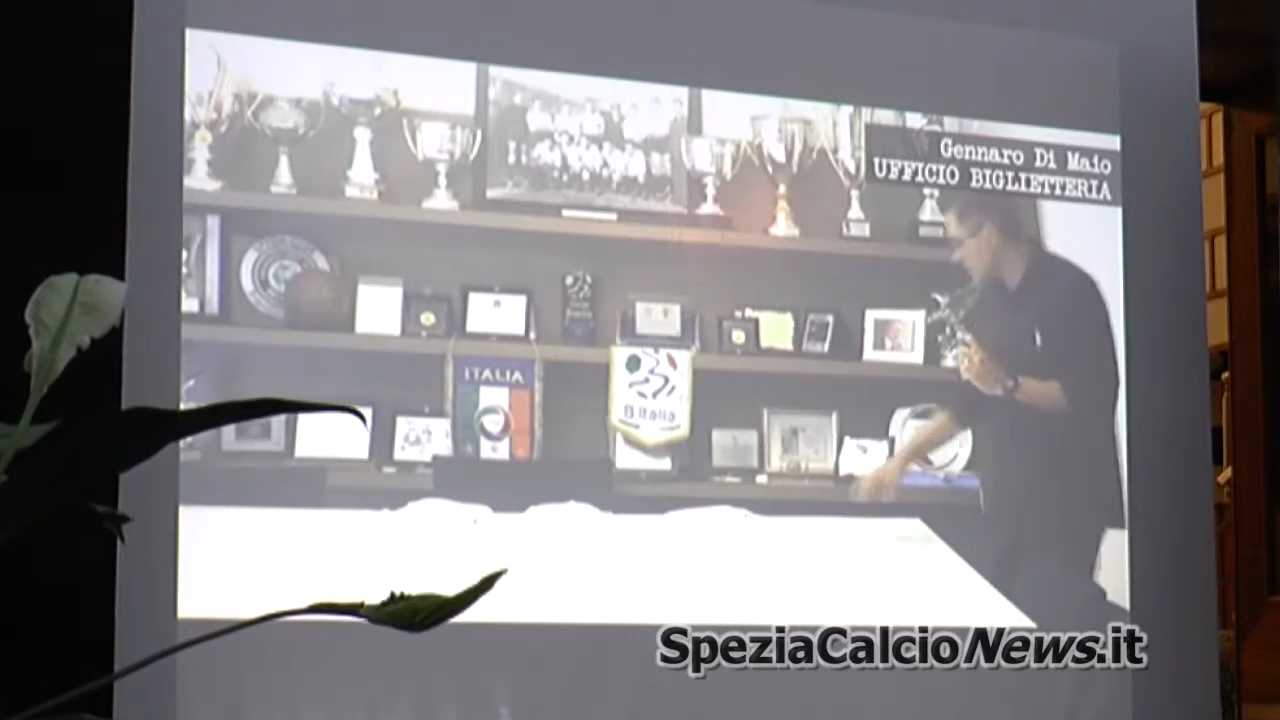 Gennaro Di Maio
UFFICIO BIGLIETTERIA
ITALIA
B Italia
SpeziaCalcioNews.it